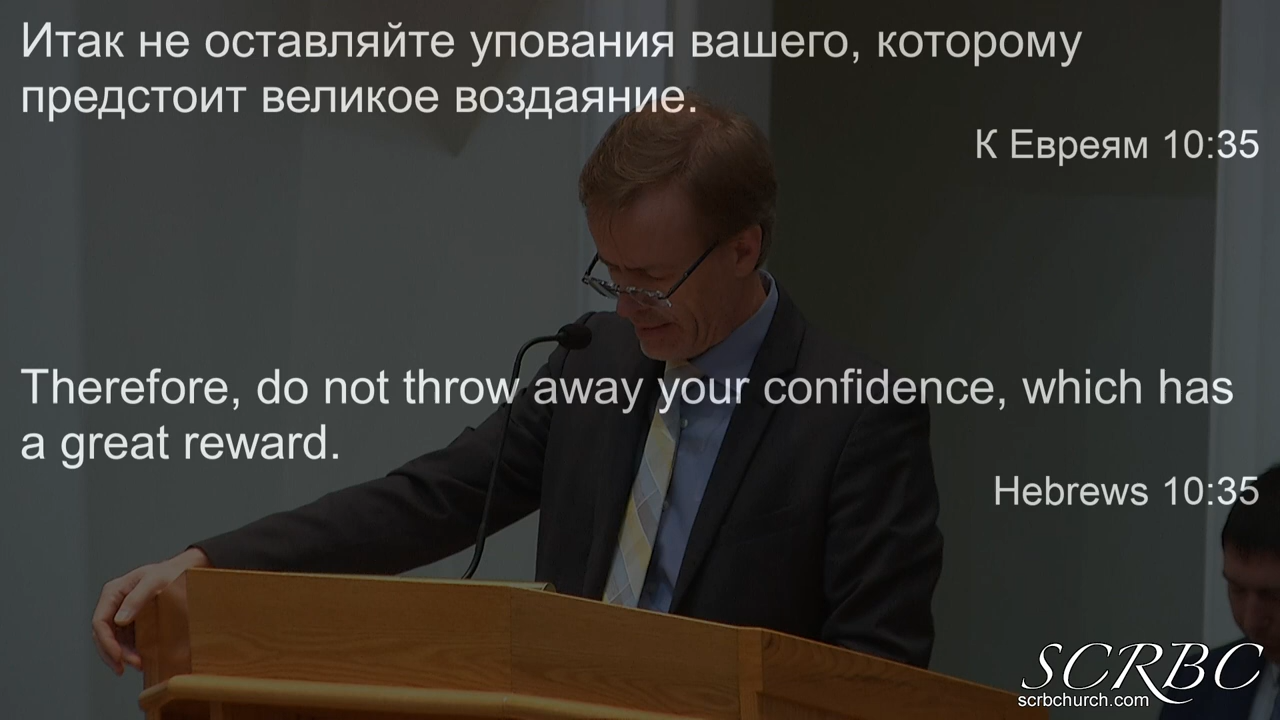 Итак не оставляйте упования вашего, которому
предстоит великое воздаяние.
К Евреям 10:35
Therefore, do not throw away your confidence, which has
a great reward.
Hebrews 10:35
SCRBC
scrbchurch.com